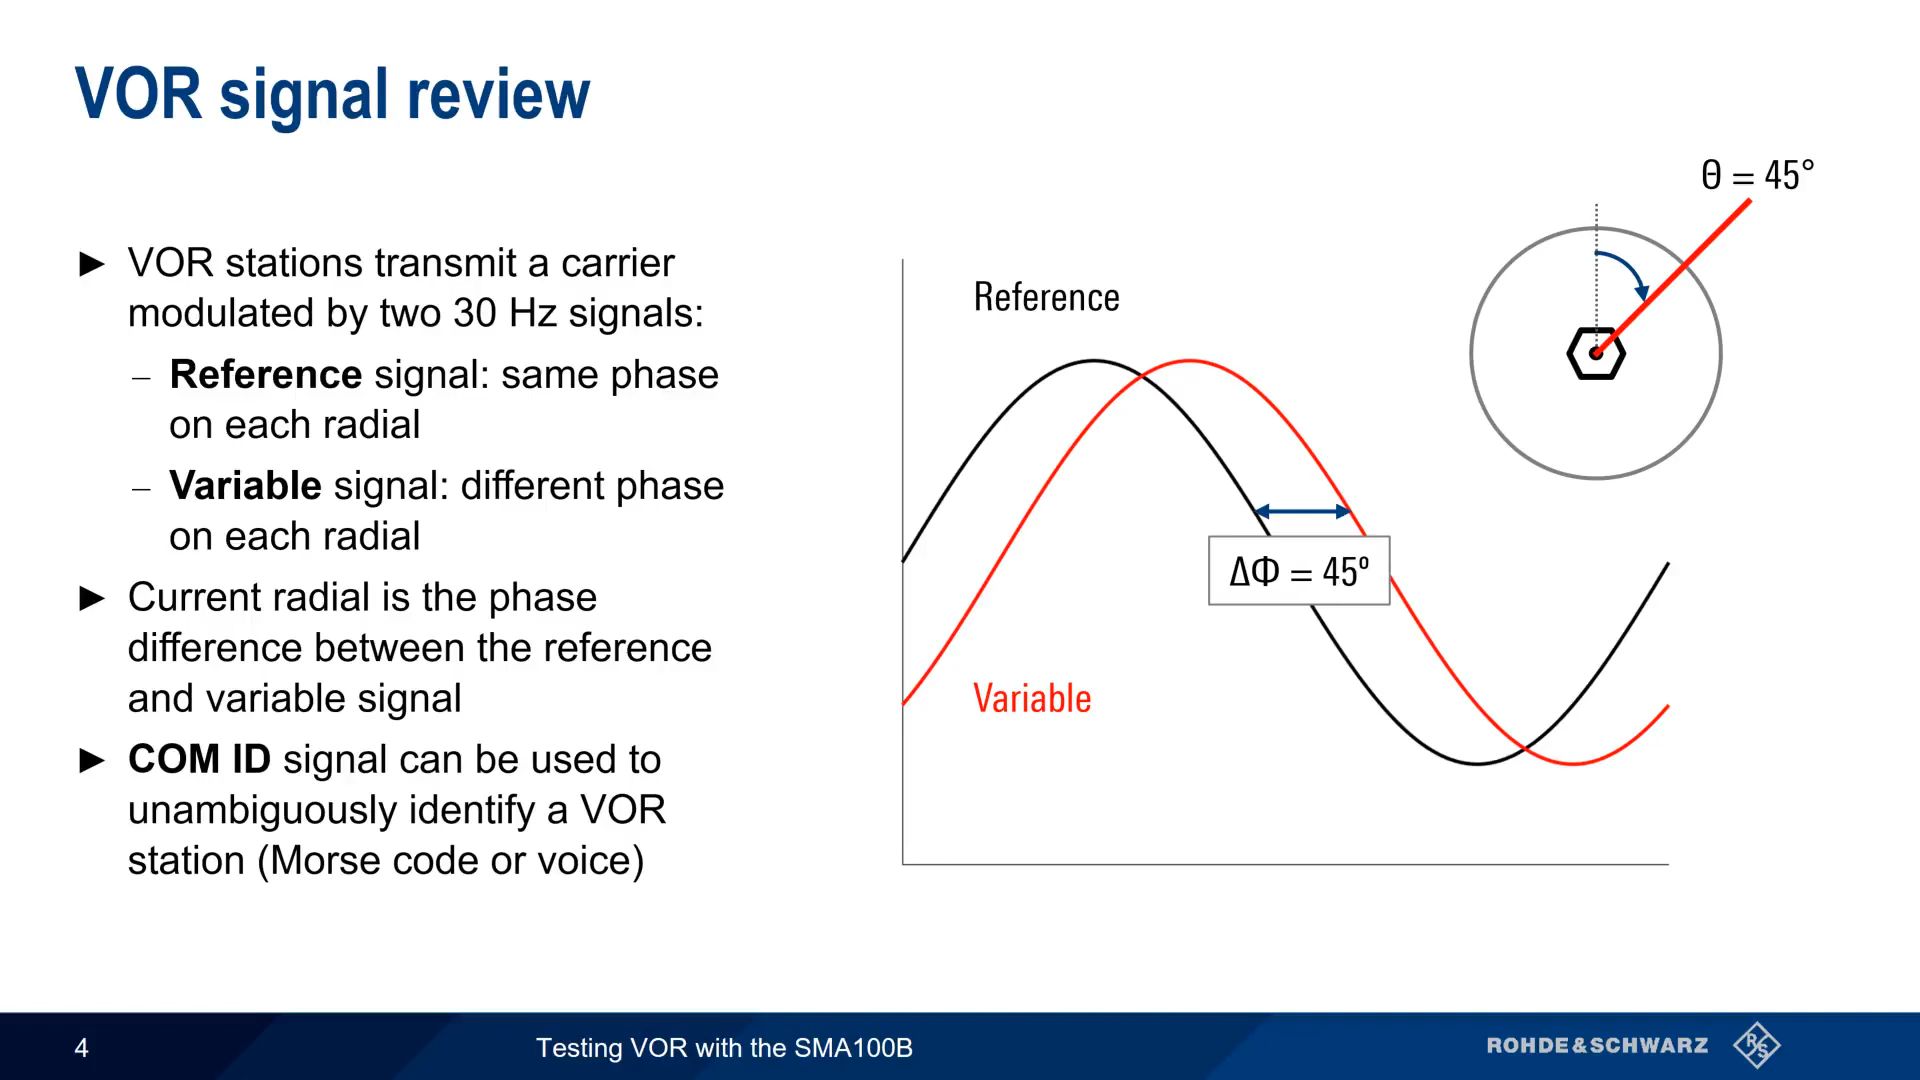 VOR signal review
θ = 45°
► VOR stations transmit a carrier
modulated by two 30 Hz signals:
– Reference signal: same phase
on each radial
– Variable signal: different phase
on each radial
► Current radial is the phase
difference between the reference
and variable signal
► COM ID signal can be used to
unambiguously identify a VOR
station (Morse code or voice)
Reference
ΔΦ = 45º
Variable
4
Testing VOR with the SMA100B
ROHDE&SCHWARZ
RS